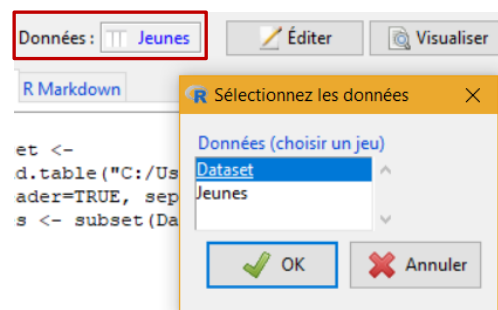 Données : Jeunes Éditer Visualiser
R Markdown
Sélectionnez les données
et <-
d.table("C:/Us
ader=TRUE, sep
s <- subset(Da
Données (choisir un jeu)
Dataset
Jeunes
OK Annuler